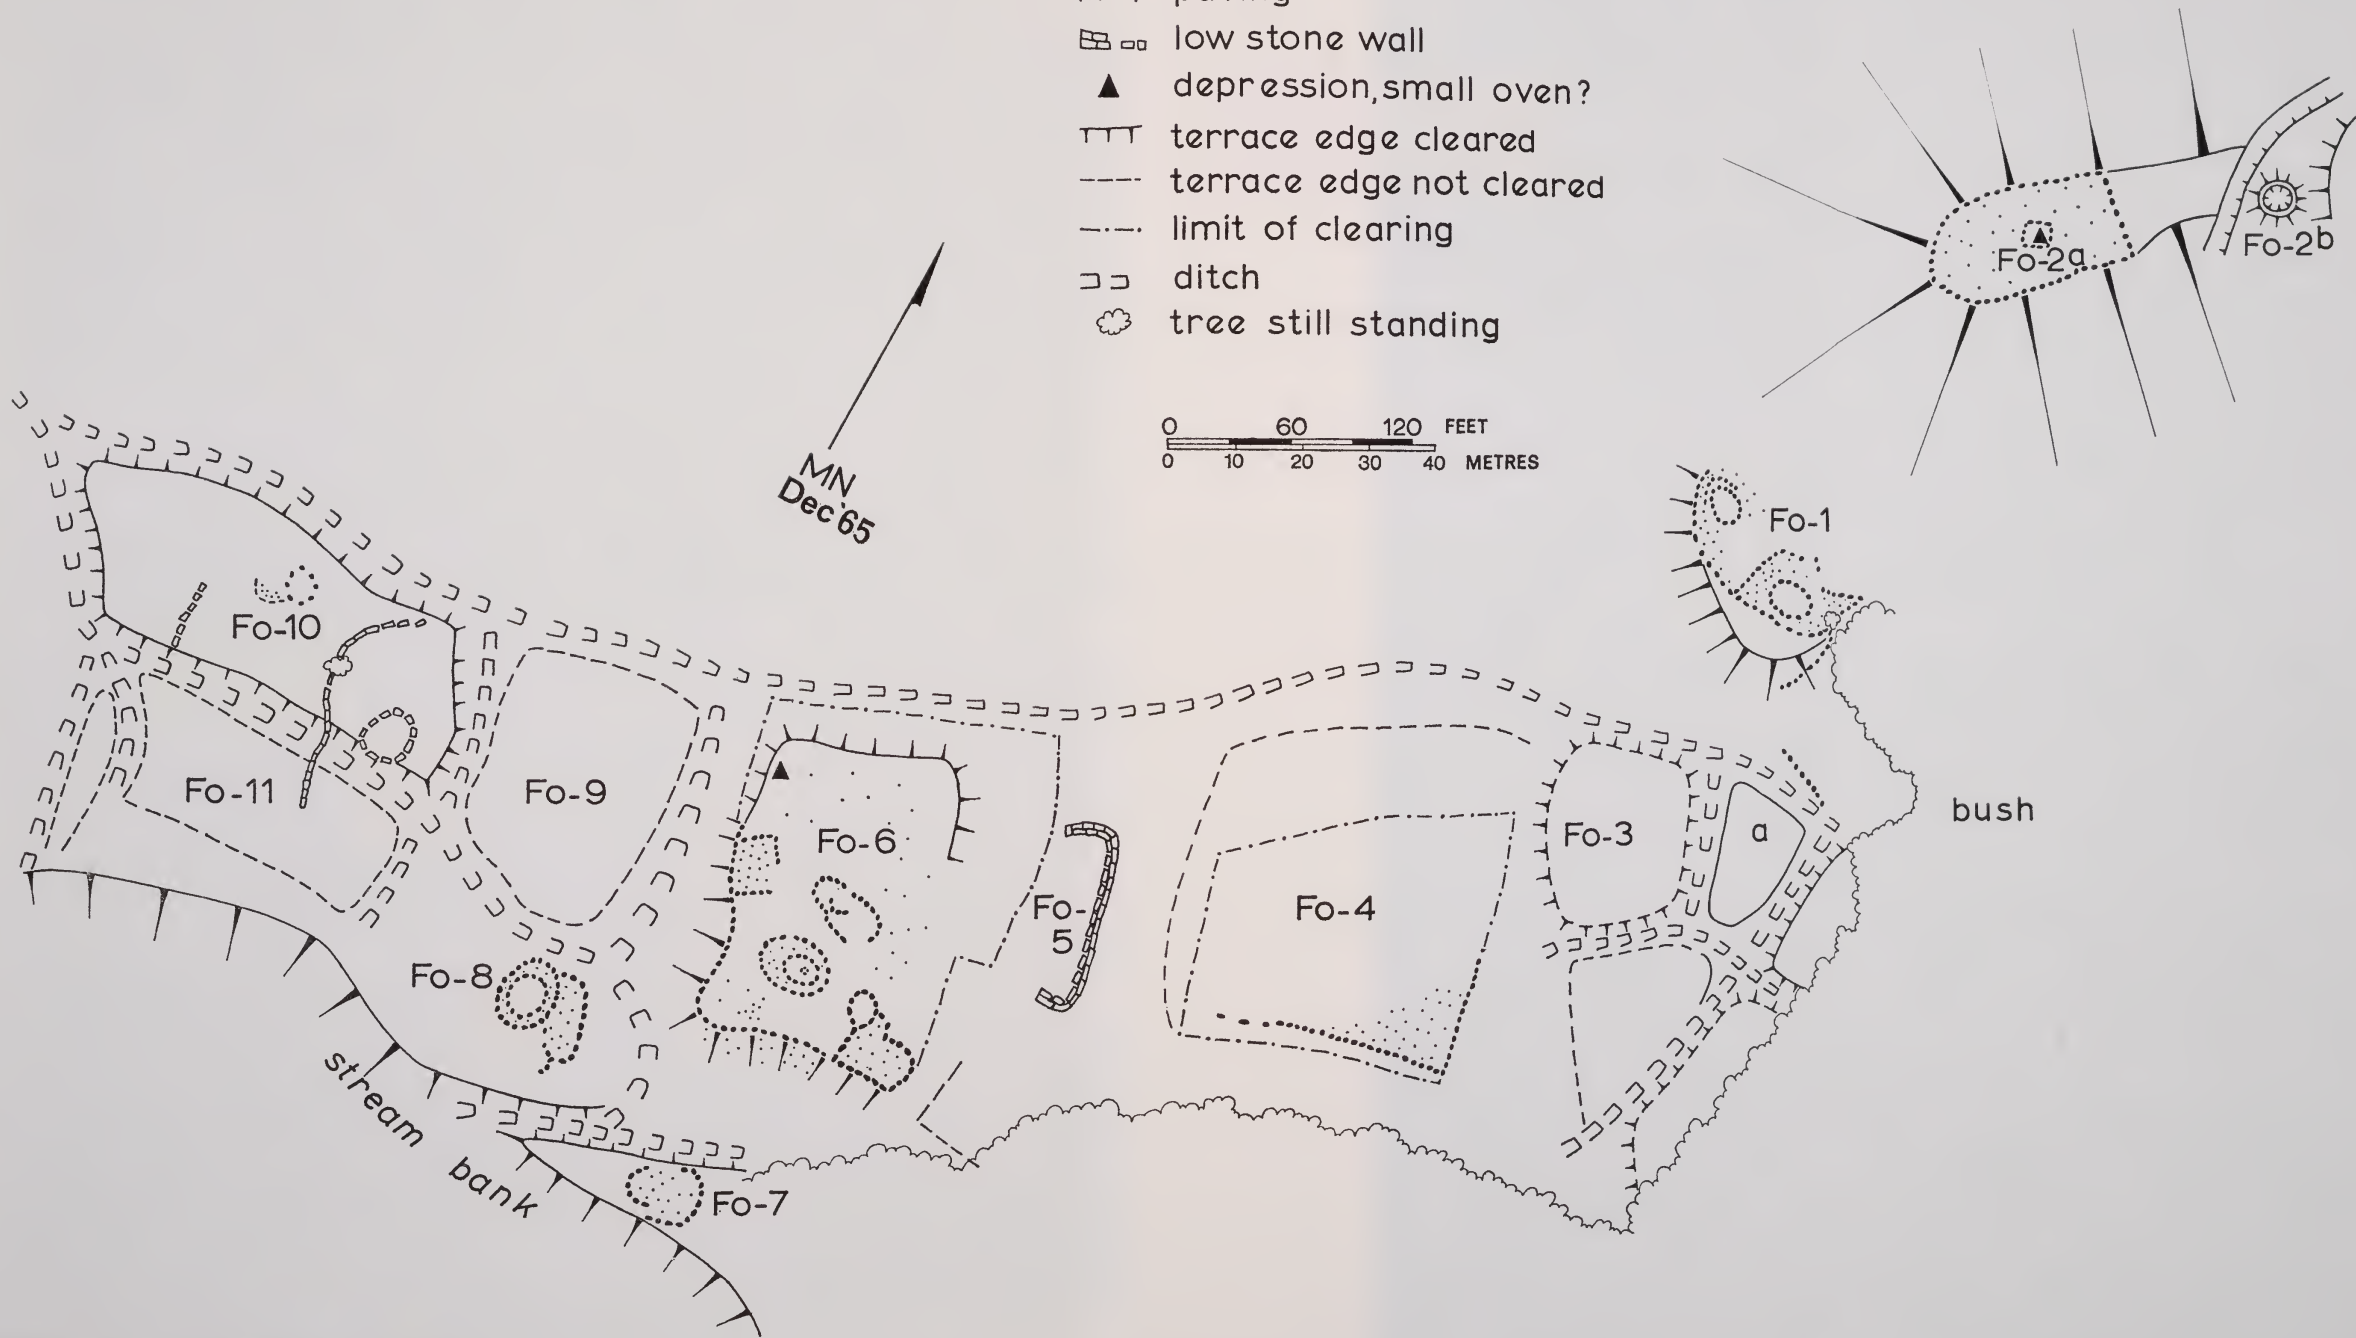 low stone wall
depression, small oven?
terrace edge cleared
terrace edge not cleared
limit of clearing
ditch
tree still standing
0 60 120 FEET
0 10 20 30 40 METRES
MN
Dec '65
Fo-2a
Fo-2b
Fo-1
Fo-10
Fo-11
Fo-9
Fo-6
Fo-
5
Fo-4
Fo-3
a
bush
Fo-8
stream bank
Fo-7